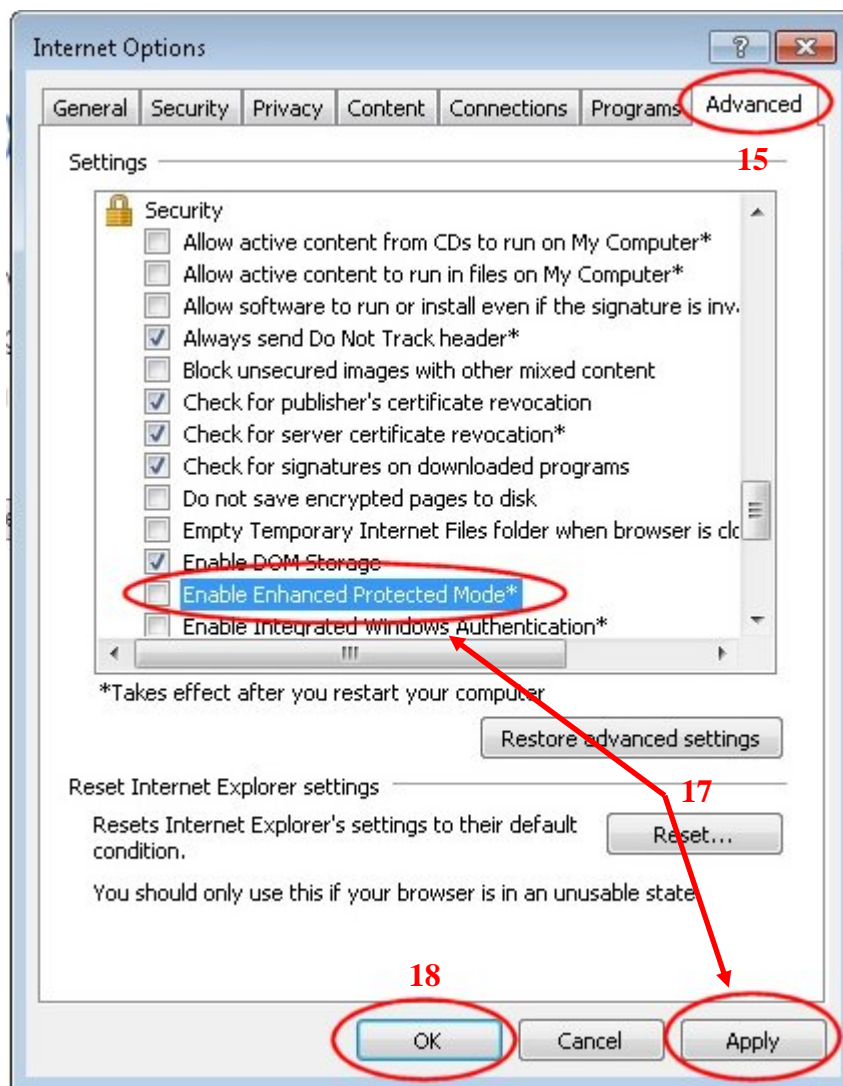 Internet Options
General Security Privacy Content Connections Programs Advanced
15
Settings
Security
Allow active content from CDs to run on My Computer*
Allow active content to run in files on My Computer*
Allow software to run or install even if the signature is inv
Always send Do Not Track header*
Block unsecured images with other mixed content
Check for publisher's certificate revocation
Check for server certificate revocation*
Check for signatures on downloaded programs
Do not save encrypted pages to disk
Empty Temporary Internet Files folder when browser is clo
Enable DOM Storage
Enable Enhanced Protected Mode*
Enable Integrated Windows Authentication*
*Takes effect after you restart your computer
Restore advanced settings
Reset Internet Explorer settings
17
Resets Internet Explorer's settings to their default
condition.
Reset...
You should only use this if your browser is in an unusable state.
18
OK Cancel Apply